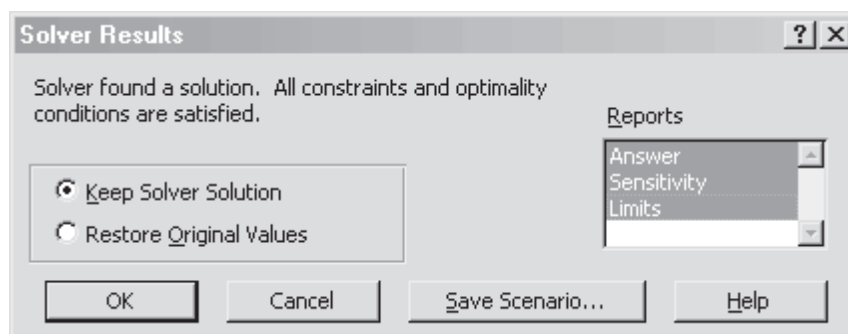 Solver Results
Solver found a solution. All constraints and optimality
conditions are satisfied.
Reports
Answer
Sensitivity
Limits
Keep Solver Solution
Restore Original Values
OK
Cancel
Save Scenario...
Help